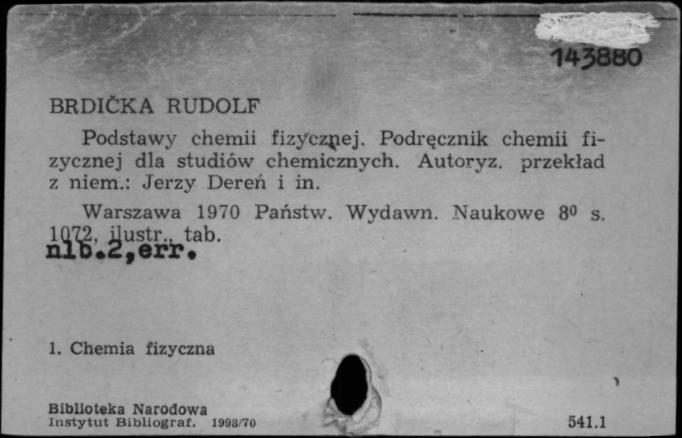 143880
BRDIČKA RUDOLF
Podstawy chemii fizycznej. Podręcznik chemii fi-
zycznej dla studiów chemicznych. Autoryz. przekład
z niem.: Jerzy Dereń i in.
Warszawa 1970 Państw. Wydawn. Naukowe 8⁰ s.
1072, ilustr., tab.
nlb.2,err.
1. Chemia fizyczna
Biblioteka Narodowa
Instytut Bibliograf. 1998/70
541.1